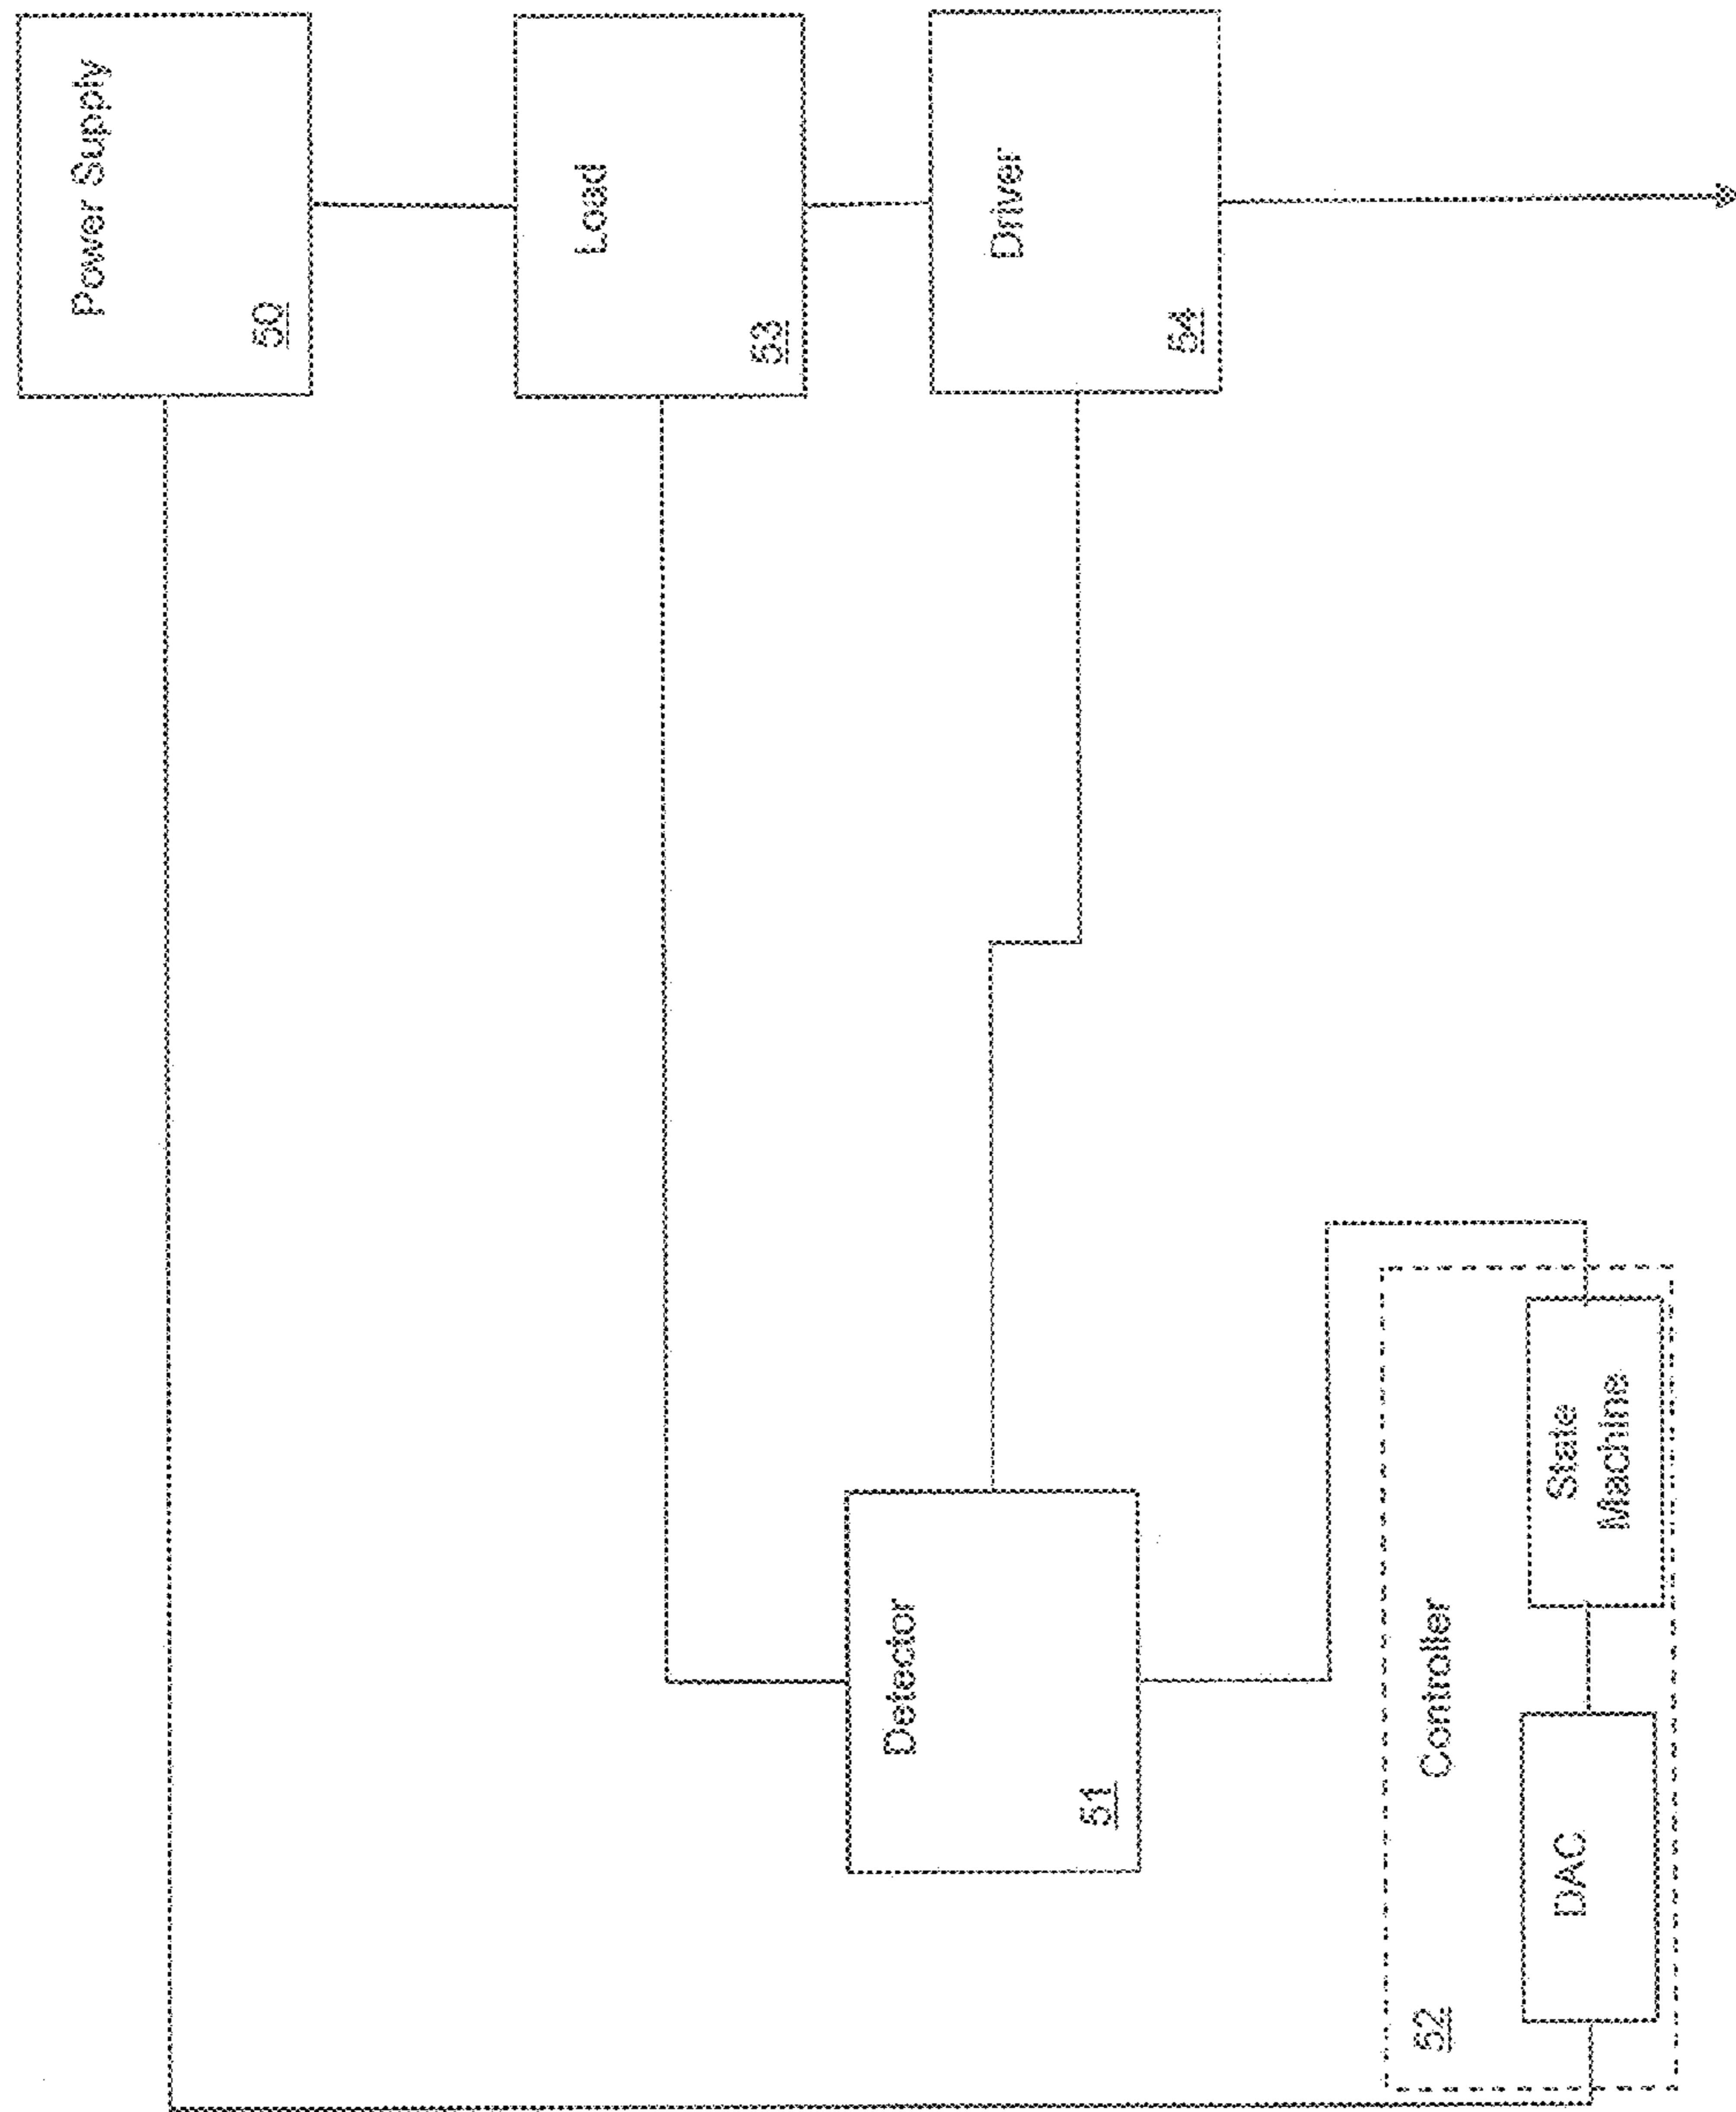 Power Supply
50
Load
53
Driver
54
Detector
51
Controller
52
DAC
State
Machine